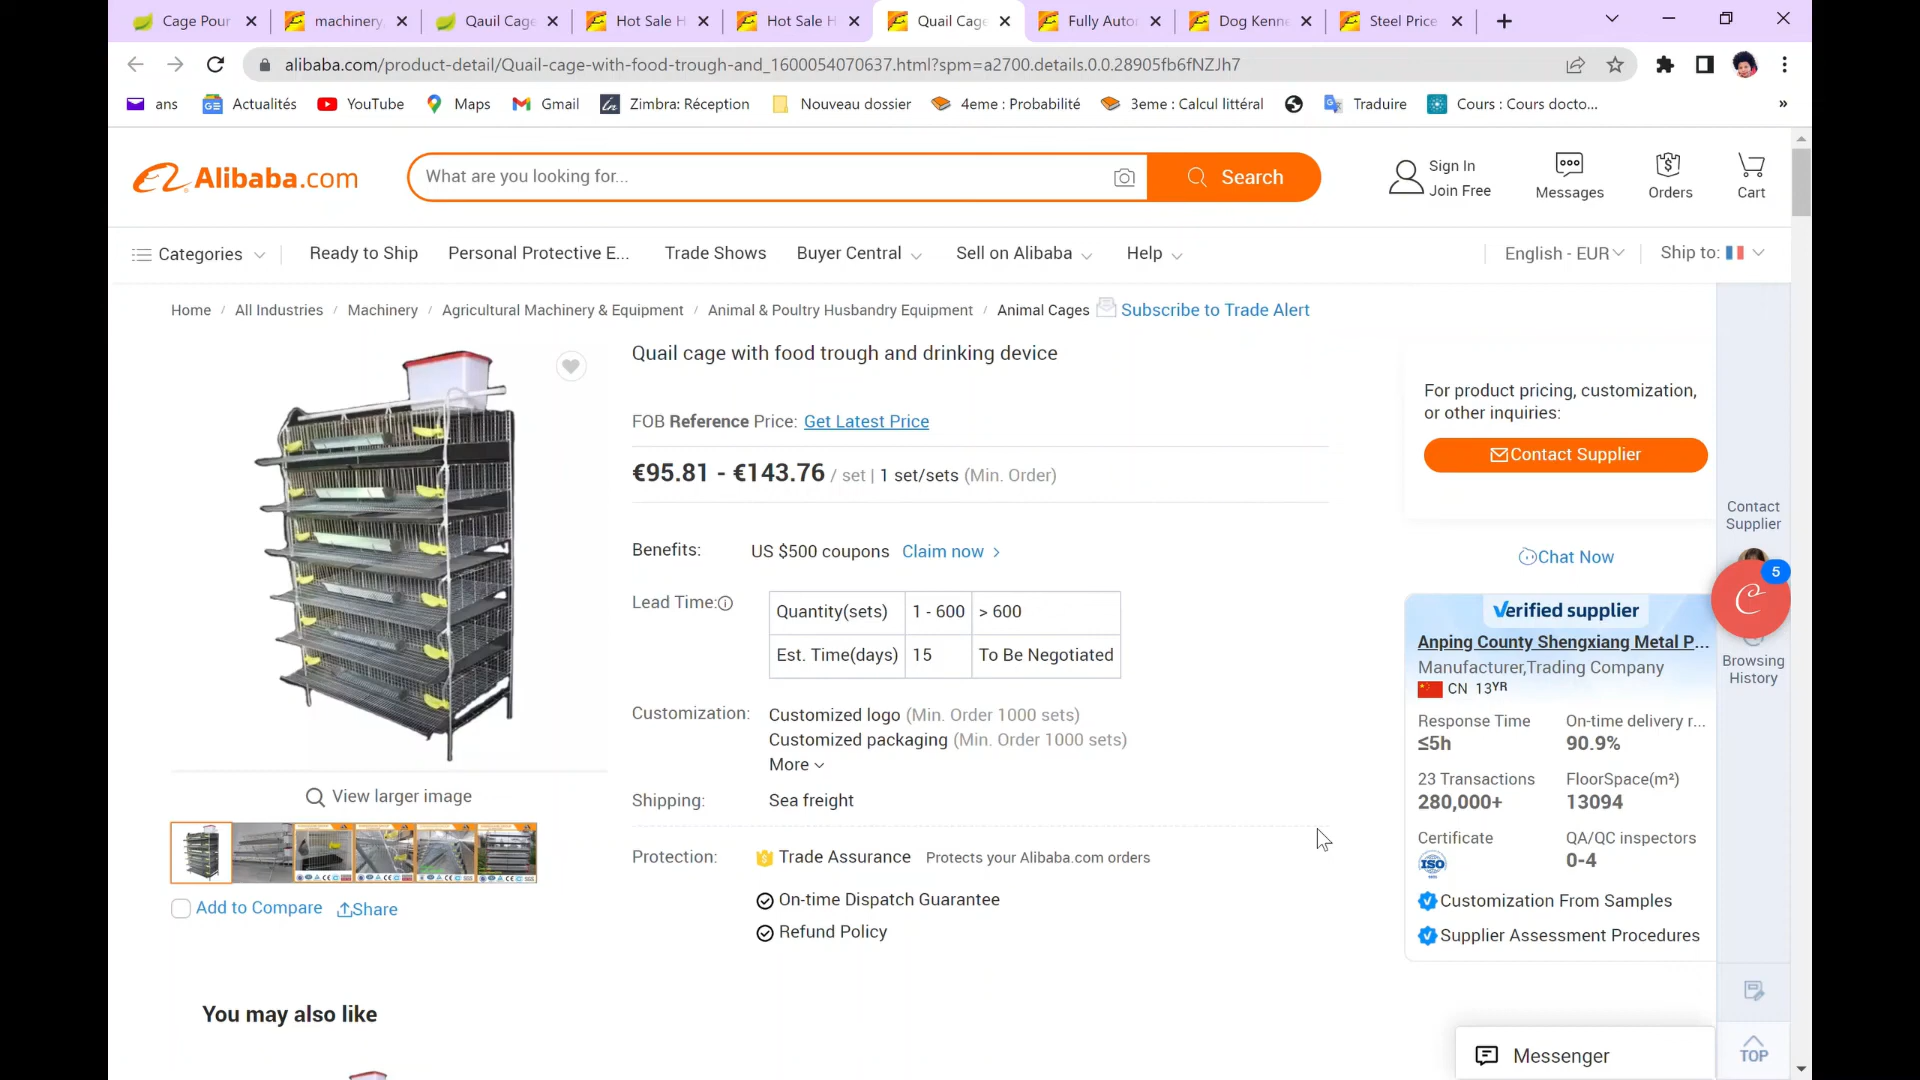 Cage Pour
machinery
Qauil Cage
Hot Sale H
Hot Sale H
Quail Cage
Fully Auto
Dog Kenne
Steel Price
alibaba.com/product-detail/Quail-cage-with-food-trough-and_1600054070637.html?spm=a2700.details.0.0.28905fb6fNZJh7
ans
Actualités
YouTube
Maps
Gmail
Zimbra: Réception
Nouveau dossier
4eme : Probabilité
3eme : Calcul littéral
Traduire
Cours : Cours docto...
»
Alibaba.com
What are you looking for...
Search
Sign In
Join Free
Messages
Orders
Cart
Categories
Ready to Ship
Personal Protective E...
Trade Shows
Buyer Central
Sell on Alibaba
Help
English - EUR
Ship to:
Home / All Industries / Machinery / Agricultural Machinery & Equipment / Animal & Poultry Husbandry Equipment / Animal Cages
Subscribe to Trade Alert
Quail cage with food trough and drinking device
FOB Reference Price: Get Latest Price
€95.81 - €143.76 / set | 1 set/sets (Min. Order)
Benefits: US $500 coupons Claim now >
Lead Time:
Quantity(sets) 1 - 600 > 600
Est. Time(days) 15 To Be Negotiated
Customization: Customized logo (Min. Order 1000 sets)
Customized packaging (Min. Order 1000 sets)
More
Shipping: Sea freight
Protection: Trade Assurance Protects your Alibaba.com orders
On-time Dispatch Guarantee
Refund Policy
View larger image
Add to Compare
Share
You may also like
For product pricing, customization,
or other inquiries:
Contact Supplier
Chat Now
Verified supplier
Anping County Shengxiang Metal P...
Manufacturer,Trading Company
CN 13YR
Response Time
≤5h
On-time delivery r...
90.9%
23 Transactions
280,000+
FloorSpace(m²)
13094
Certificate
ISO
QA/QC inspectors
0-4
Customization From Samples
Supplier Assessment Procedures
Contact
Supplier
5
Browsing
History
TOP
Messenger